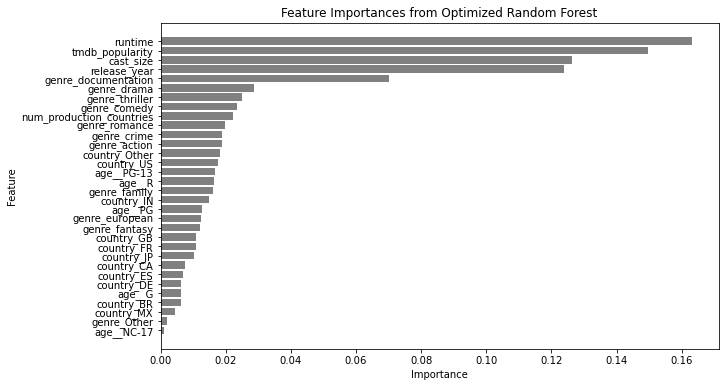 Feature Importances from Optimized Random Forest
runtime
tmdb_popularity
cast_size
release_year
genre_documentation
genre_drama
genre_thriller
genre_comedy
num_production_countries
genre_romance
genre_crime
genre_action
country_Other
country_US
age__PG-13
age__R
genre_family
country_IN
age__PG
genre_european
genre_fantasy
country_GB
country_FR
country_JP
country_CA
country_ES
country_DE
age__G
country_BR
country_MX
genre_Other
age__NC-17
Feature
0.00 0.02 0.04 0.06 0.08 0.10 0.12 0.14 0.16
Importance